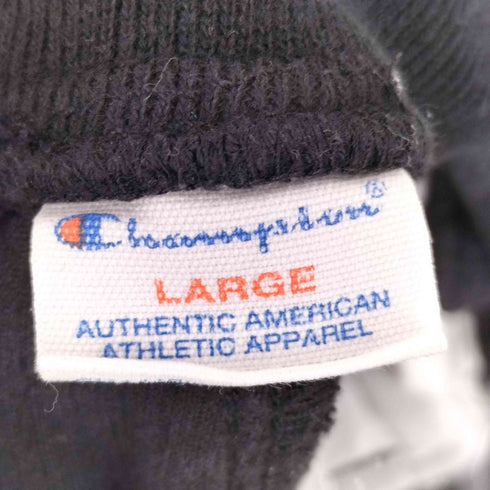 Champion®
LARGE
AUTHENTIC AMERICAN
ATHLETIC APPAREL